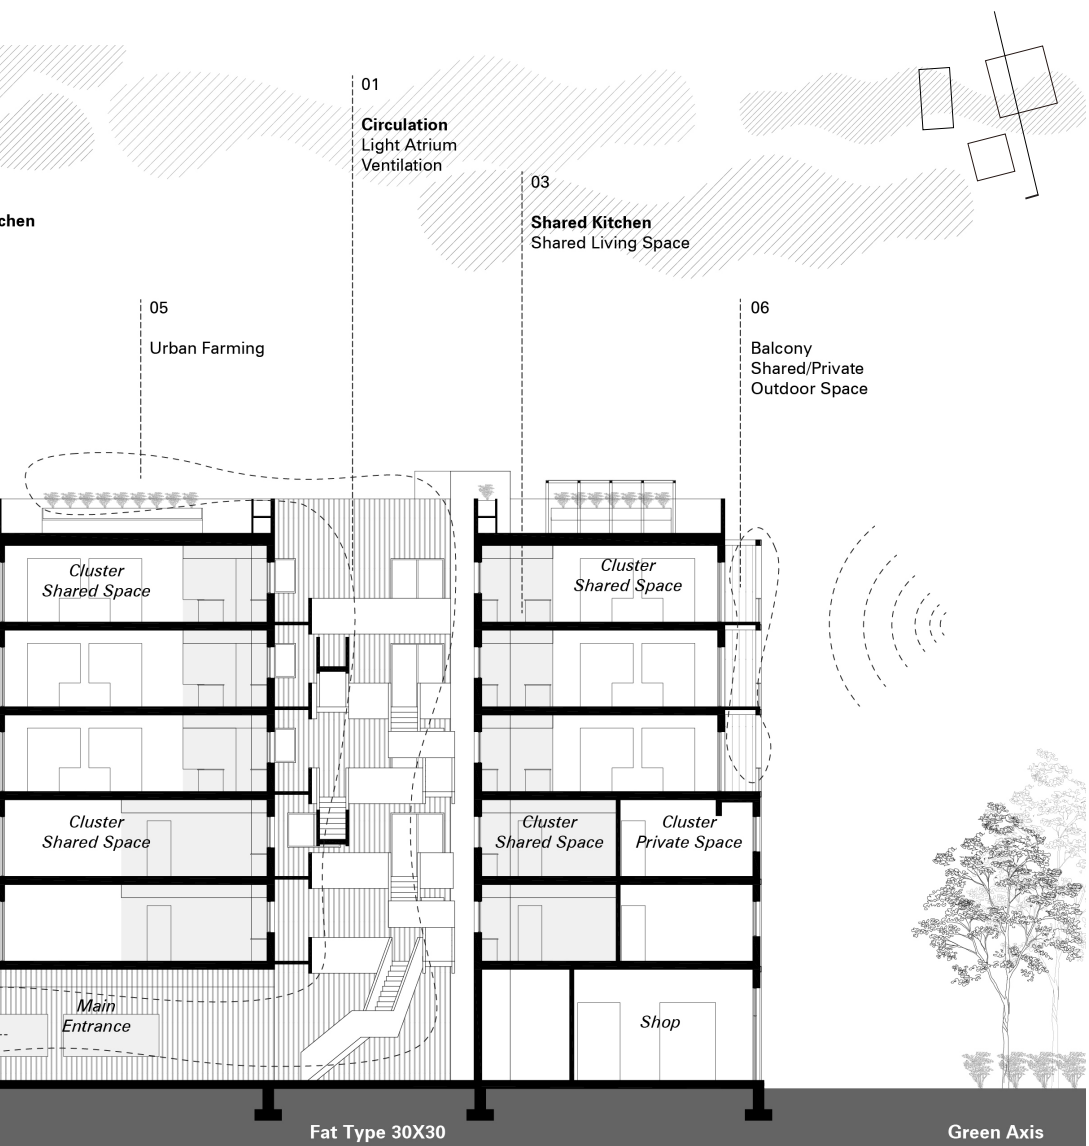 01
Circulation
Light Atrium
Ventilation
03
Shared Kitchen
Shared Living Space
chen
05
Urban Farming
06
Balcony
Shared/Private
Outdoor Space
Cluster
Shared Space
Cluster
Shared Space
Cluster
Shared Space
Cluster
Shared Space
Cluster
Private Space
Main
Entrance
Shop
Fat Type 30X30
Green Axis